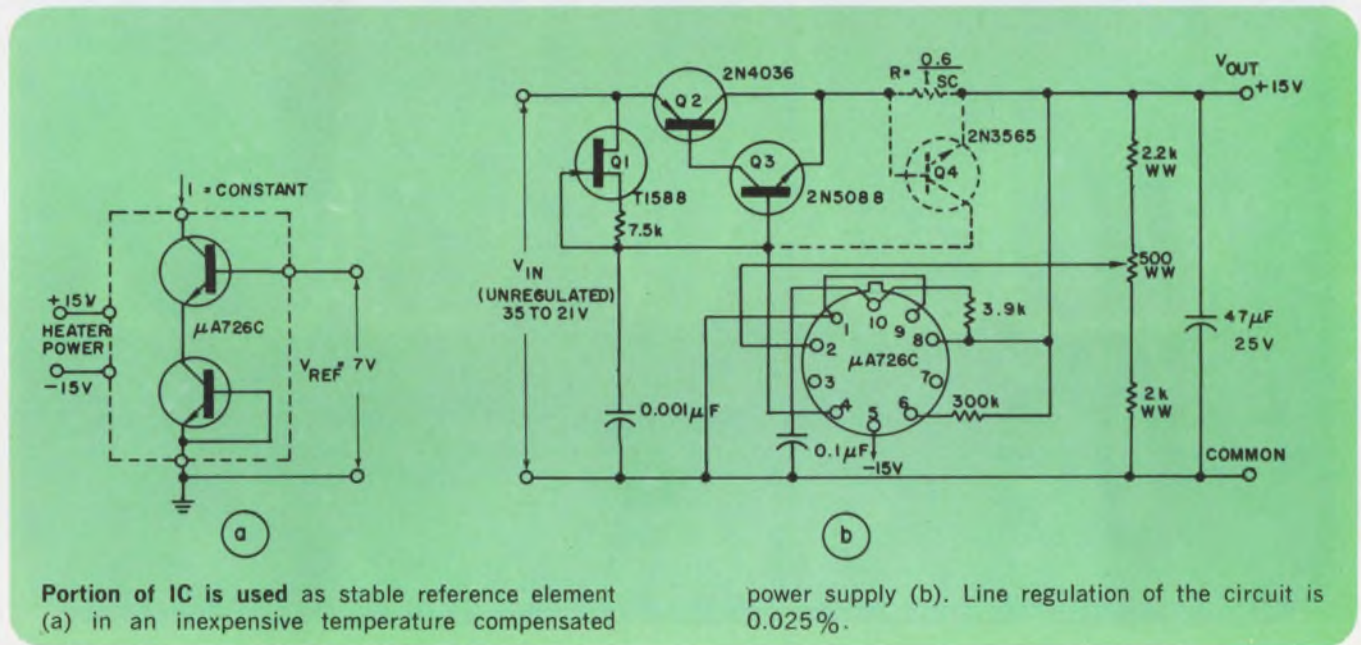 I = CONSTANT
+15V
HEATER
POWER
-15V
μA726C
VREF = 7V
a
2N4036
Q2
R = 0.6
ISC
VOUT
+15V
Q1
T1588
Q3
2N5088
2N3565
Q4
2.2k
WW
7.5k
VIN
(UNREGULATED)
35 TO 21V
500
WW
1
10
9
3.9k
2
8
μA726C
47μF
25V
3
7
4
5
6
300k
2k
WW
0.001μF
0.1μF
-15V
COMMON
b
Portion of IC is used as stable reference element
(a) in an inexpensive temperature compensated
power supply (b). Line regulation of the circuit is
0.025%.